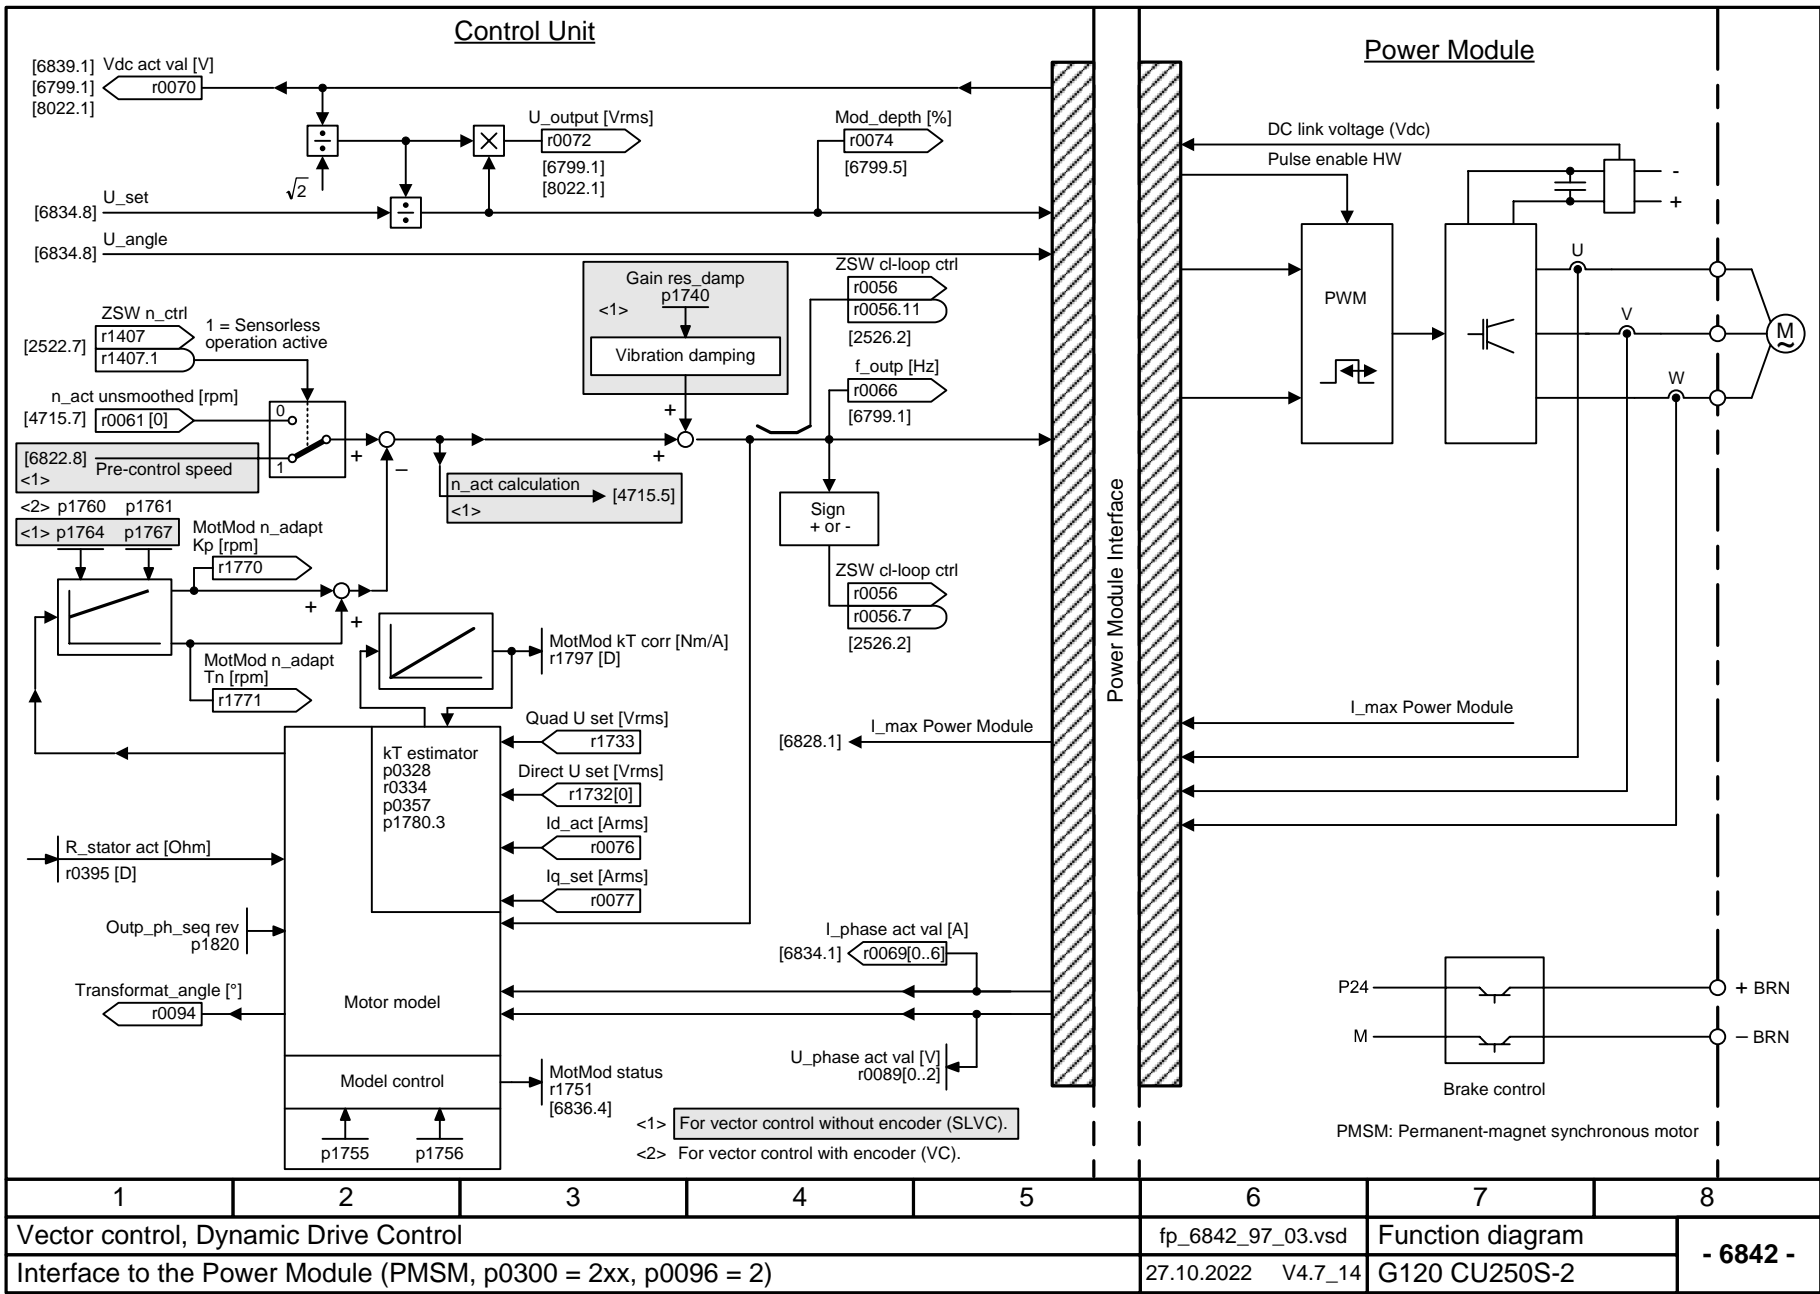 Control Unit
Power Module
[6839.1] Vdc act val [V]
[6799.1] r0070
[8022.1]
U_output [Vrms]
r0072
[6799.1]
[8022.1]
Mod_depth [%]
r0074
[6799.5]
÷
×
√2
÷
U_set
[6834.8]
U_angle
[6834.8]
DC link voltage (Vdc)
Pulse enable HW
-
+
Gain res_damp
p1740
<1>
Vibration damping
+
+
ZSW cl-loop ctrl
r0056
r0056.11
[2526.2]
f_outp [Hz]
r0066
[6799.1]
ZSW n_ctrl
[2522.7] r1407
r1407.1
1 = Sensorless
operation active
n_act unsmoothed [rpm]
[4715.7] r0061 [0]
0
1
+
–
[6822.8] Pre-control speed
<1>
n_act calculation
[4715.5]
<1>
<2> p1760 p1761
<1> p1764 p1767
MotMod n_adapt
Kp [rpm]
r1770
+
+
MotMod n_adapt
Tn [rpm]
r1771
Sign
+ or -
ZSW cl-loop ctrl
r0056
r0056.7
[2526.2]
MotMod kT corr [Nm/A]
r1797 [D]
Quad U set [Vrms]
r1733
Direct U set [Vrms]
r1732[0]
Id_act [Arms]
r0076
Iq_set [Arms]
r0077
kT estimator
p0328
r0334
p0357
p1780.3
R_stator act [Ohm]
r0395 [D]
Outp_ph_seq rev
p1820
Transformat_angle [°]
r0094
Motor model
Model control
p1755 p1756
MotMod status
r1751
[6836.4]
I_max Power Module
[6828.1]
I_phase act val [A]
[6834.1] r0069[0..6]
U_phase act val [V]
r0089[0..2]
<1> For vector control without encoder (SLVC).
<2> For vector control with encoder (VC).
Power Module Interface
PWM
U
V
W
M
~
I_max Power Module
P24
M
+ BRN
– BRN
Brake control
PMSM: Permanent-magnet synchronous motor
1 2 3 4 5 6 7 8
Vector control, Dynamic Drive Control
fp_6842_97_03.vsd
Function diagram
- 6842 -
Interface to the Power Module (PMSM, p0300 = 2xx, p0096 = 2)
27.10.2022 V4.7_14
G120 CU250S-2